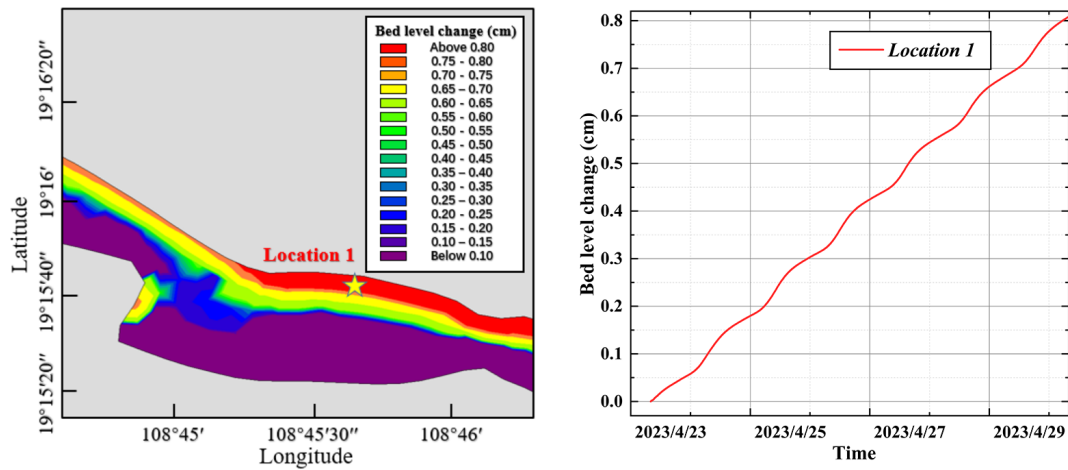 Bed level change (cm)
Above 0.80
0.75 - 0.80
0.70 - 0.75
0.65 – 0.70
0.60 - 0.65
0.55 - 0.60
0.50 - 0.55
0.45 - 0.50
0.40 - 0.45
0.35 - 0.40
0.30 - 0.35
0.25 - 0.30
0.20 - 0.25
0.15 - 0.20
0.10 – 0.15
Below 0.10
Location 1
Latitude
19°16'20''
19°16'
19°15'40''
19°15'20''
108°45'
108°45'30''
108°46'
Longitude
Location 1
Bed level change (cm)
0.8
0.7
0.6
0.5
0.4
0.3
0.2
0.1
0.0
2023/4/23
2023/4/25
2023/4/27
2023/4/29
Time